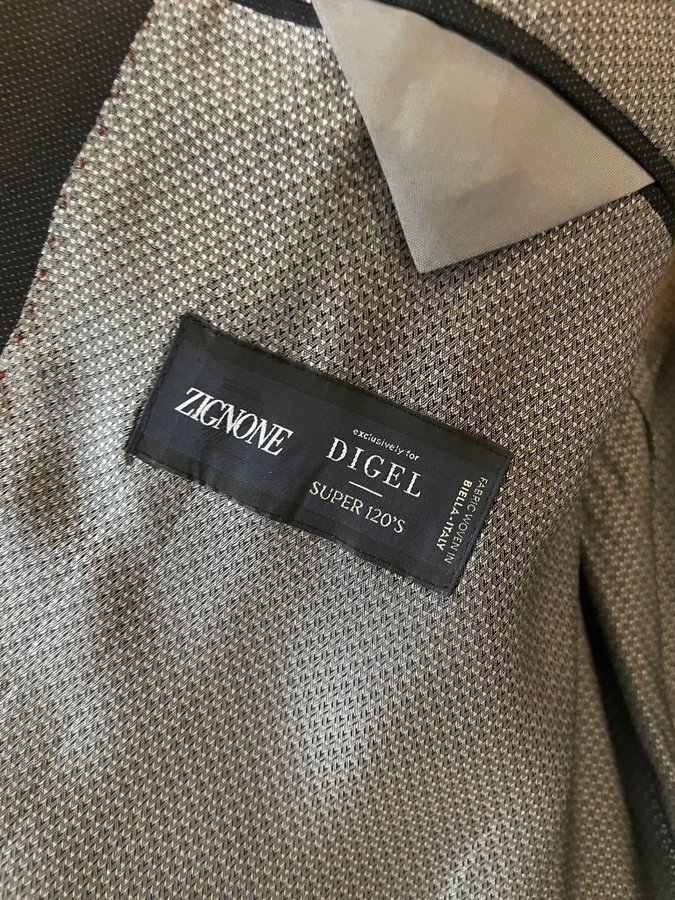 ZIGNONE
exclusively for
DIGEL
SUPER 120'S
FABRIC WOVEN IN
BIELLA-ITALY